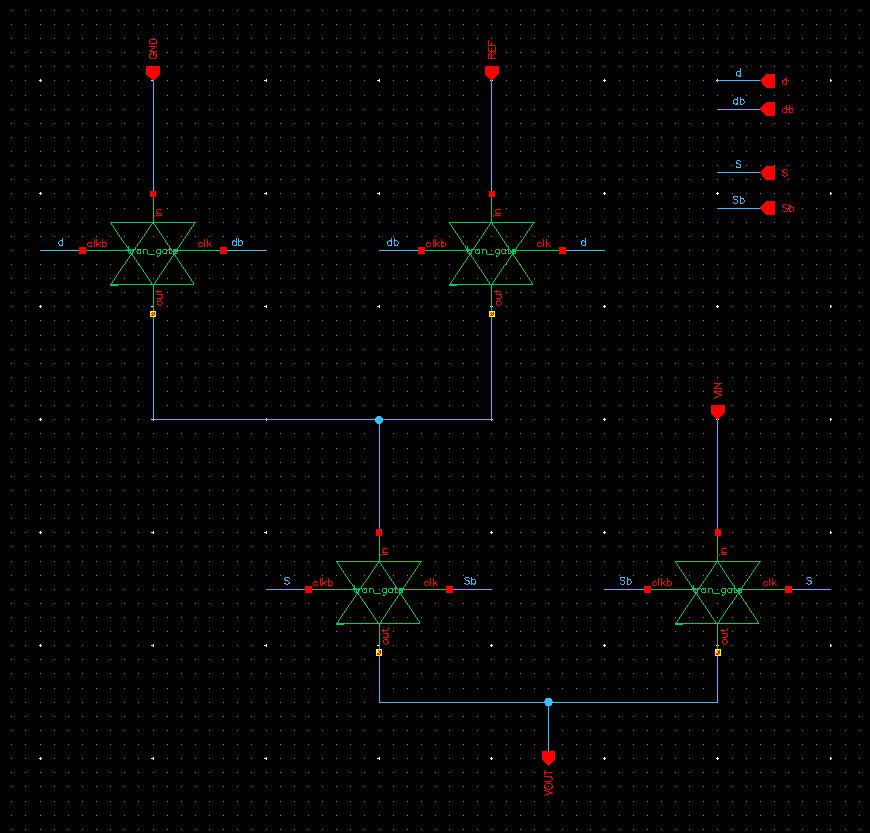 GND
REF
d
d
db
db
S
S
Sb
Sb
in
in
d
clkb
tran_gate
clk
db
db
clkb
tran_gate
clk
d
out
out
VIN
in
in
S
clkb
tran_gate
clk
Sb
Sb
clkb
tran_gate
clk
S
out
out
VOUT